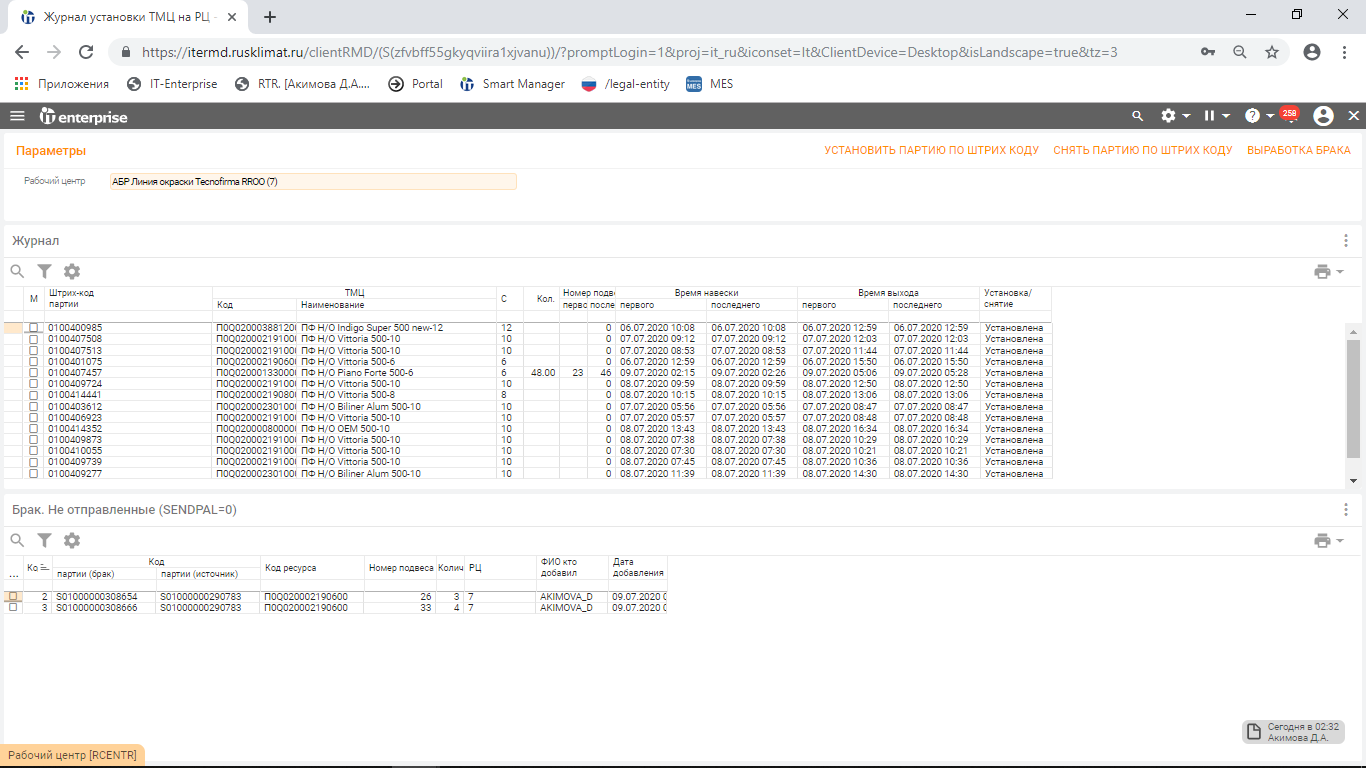 Журнал установки ТМЦ на РЦ -
https://itermd.rusklimat.ru/clientRMD/(S(zfvbff55gkyqviira1xjvanu))/?promptLogin=1&proj=it_ru&iconset=It&ClientDevice=Desktop&isLandscape=true&tz=3
Приложения IT-Enterprise RTR. [Акимова Д.А.... Portal Smart Manager /legal-entity MES
it enterprise 258
Параметры УСТАНОВИТЬ ПАРТИЮ ПО ШТРИХ КОДУ СНЯТЬ ПАРТИЮ ПО ШТРИХ КОДУ ВЫРАБОТКА БРАКА
Рабочий центр АБР Линия окраски Tecnofirma RROO (7)
Журнал
М Штрих-код партии ТМЦ С Кол. Номер подве Время навески Время выхода Установка/ снятие
Код Наименование перво после первого последнего первого последнего
0100400985 П0Q02000388120 ПФ Н/О Indigo Super 500 new-12 12 0 06.07.2020 10:08 06.07.2020 10:08 06.07.2020 12:59 06.07.2020 12:59 Установлена
0100407508 П0Q02000219100 ПФ Н/О Vittoria 500-10 10 0 07.07.2020 09:12 07.07.2020 09:12 07.07.2020 12:03 07.07.2020 12:03 Установлена
0100407513 П0Q02000219100 ПФ Н/О Vittoria 500-10 10 0 07.07.2020 08:53 07.07.2020 08:53 07.07.2020 11:44 07.07.2020 11:44 Установлена
0100401075 П0Q02000219060 ПФ Н/О Vittoria 500-6 6 0 06.07.2020 12:59 06.07.2020 12:59 06.07.2020 15:50 06.07.2020 15:50 Установлена
0100407457 П0Q02000133000 ПФ Н/О Piano Forte 500-6 6 48.00 23 46 09.07.2020 02:15 09.07.2020 02:26 09.07.2020 05:06 09.07.2020 05:28 Установлена
0100409724 П0Q02000219100 ПФ Н/О Vittoria 500-10 10 0 08.07.2020 09:59 08.07.2020 09:59 08.07.2020 12:50 08.07.2020 12:50 Установлена
0100414441 П0Q02000219080 ПФ Н/О Vittoria 500-8 8 0 08.07.2020 10:15 08.07.2020 10:15 08.07.2020 13:06 08.07.2020 13:06 Установлена
0100403612 П0Q02000230100 ПФ Н/О Biliner Alum 500-10 10 0 07.07.2020 05:56 07.07.2020 05:56 07.07.2020 08:47 07.07.2020 08:47 Установлена
0100406923 П0Q02000219100 ПФ Н/О Vittoria 500-10 10 0 07.07.2020 05:57 07.07.2020 05:57 07.07.2020 08:48 07.07.2020 08:48 Установлена
0100414352 П0Q02000080000 ПФ Н/О OEM 500-10 10 0 08.07.2020 13:43 08.07.2020 13:43 08.07.2020 16:34 08.07.2020 16:34 Установлена
0100409873 П0Q02000219100 ПФ Н/О Vittoria 500-10 10 0 08.07.2020 07:38 08.07.2020 07:38 08.07.2020 10:29 08.07.2020 10:29 Установлена
0100410055 П0Q02000219100 ПФ Н/О Vittoria 500-10 10 0 08.07.2020 07:30 08.07.2020 07:30 08.07.2020 10:21 08.07.2020 10:21 Установлена
0100409739 П0Q02000219100 ПФ Н/О Vittoria 500-10 10 0 08.07.2020 07:45 08.07.2020 07:45 08.07.2020 10:36 08.07.2020 10:36 Установлена
0100409277 П0Q02000230100 ПФ Н/О Biliner Alum 500-10 10 0 08.07.2020 11:39 08.07.2020 11:39 08.07.2020 14:30 08.07.2020 14:30 Установлена
Брак. Не отправленные (SENDPAL=0)
... Ко Код Код ресурса Номер подвеса Колич РЦ ФИО кто добавил Дата добавления
партии (брак) партии (источник)
2 S01000000308654 S01000000290783 П0Q020002190600 26 3 7 AKIMOVA_D 09.07.2020 0
3 S01000000308666 S01000000290783 П0Q020002190600 33 4 7 AKIMOVA_D 09.07.2020 0
Сегодня в 02:32
Акимова Д.А.
Рабочий центр [RCENTR]